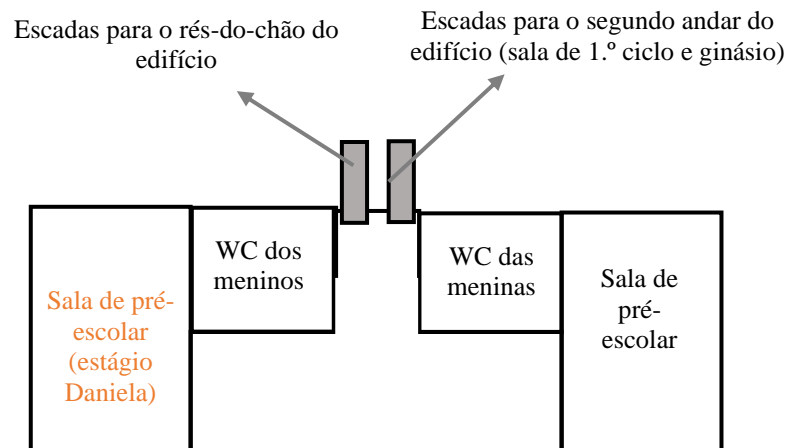 Escadas para o rés-do-chão do
edifício
Escadas para o segundo andar do
edifício (sala de 1.º ciclo e ginásio)
Sala de pré-
escolar
(estágio
Daniela)
WC dos
meninos
WC das
meninas
Sala de
pré-
escolar